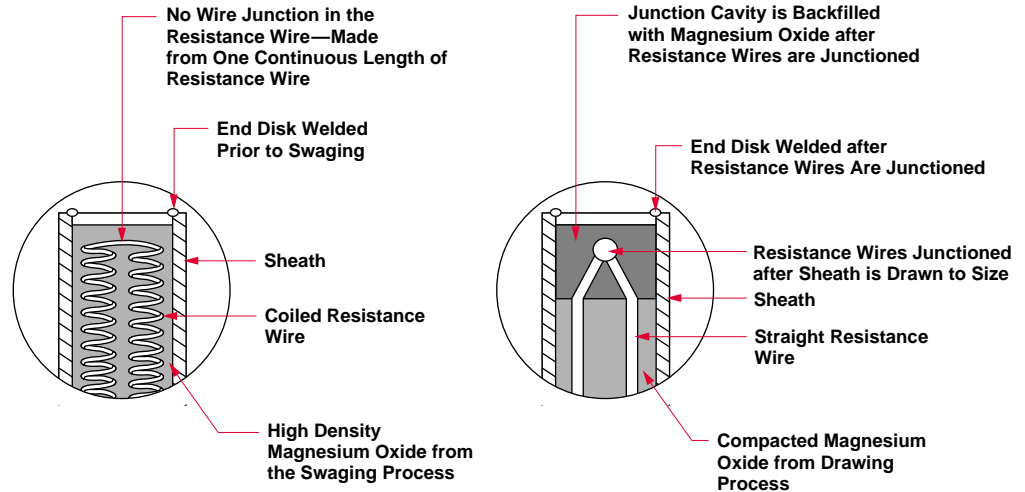 No Wire Junction in the
Resistance Wire—Made
from One Continuous Length of
Resistance Wire
End Disk Welded
Prior to Swaging
Sheath
Coiled Resistance
Wire
High Density
Magnesium Oxide from
the Swaging Process
Junction Cavity is Backfilled
with Magnesium Oxide after
Resistance Wires are Junctioned
End Disk Welded after
Resistance Wires Are Junctioned
Resistance Wires Junctioned
after Sheath is Drawn to Size
Sheath
Straight Resistance
Wire
Compacted Magnesium
Oxide from Drawing
Process